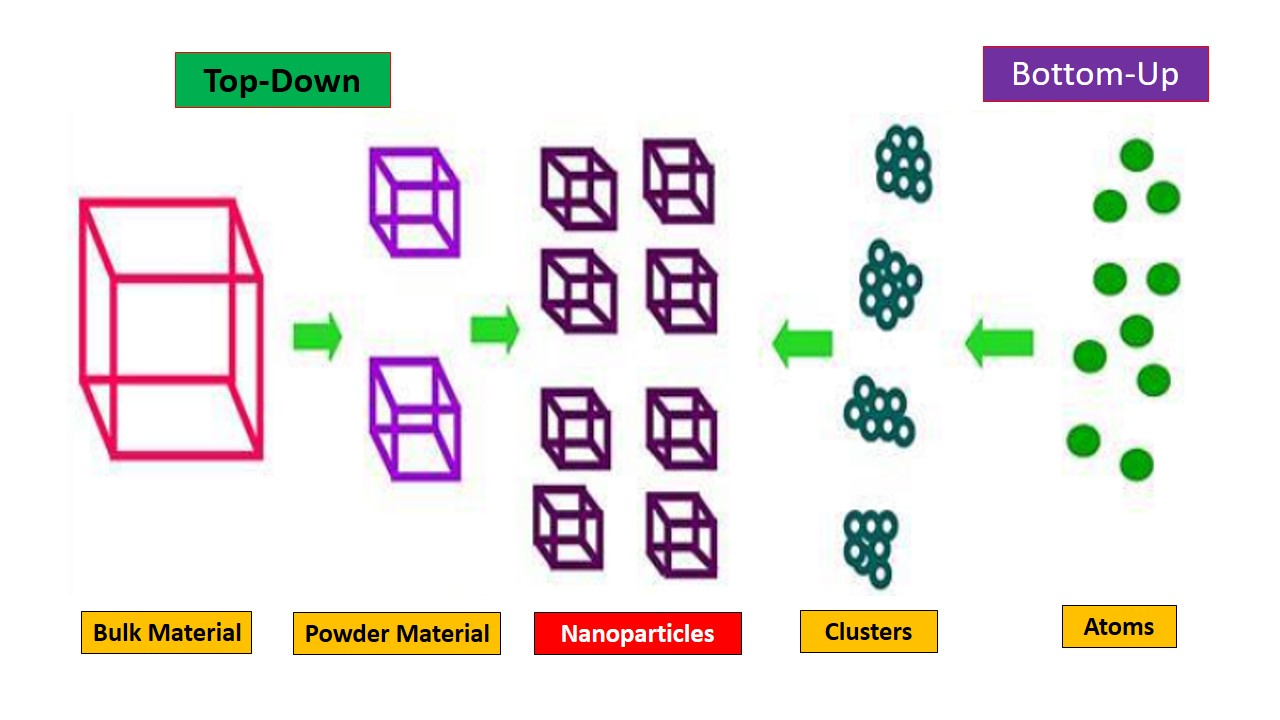 Top-Down
Bottom-Up
Bulk Material
Powder Material
Nanoparticles
Clusters
Atoms